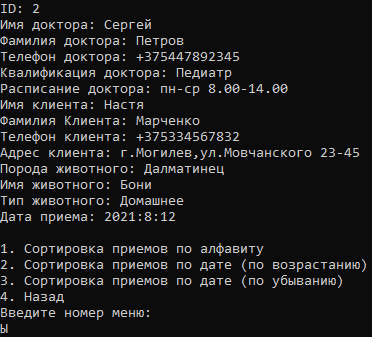 ID: 2
Имя доктора: Сергей
Фамилия доктора: Петров
Телефон доктора: +375447892345
Квалификация доктора: Педиатр
Расписание доктора: пн-ср 8.00-14.00
Имя клиента: Настя
Фамилия Клиента: Марченко
Телефон клиента: +375334567832
Адрес клиента: г.Могилев,ул.Мовчанского 23-45
Порода животного: Далматинец
Имя животного: Бони
Тип животного: Домашнее
Дата приема: 2021:8:12
1. Сортировка приемов по алфавиту
2. Сортировка приемов по дате (по возрастанию)
3. Сортировка приемов по дате (по убыванию)
4. Назад
Введите номер меню:
Ы